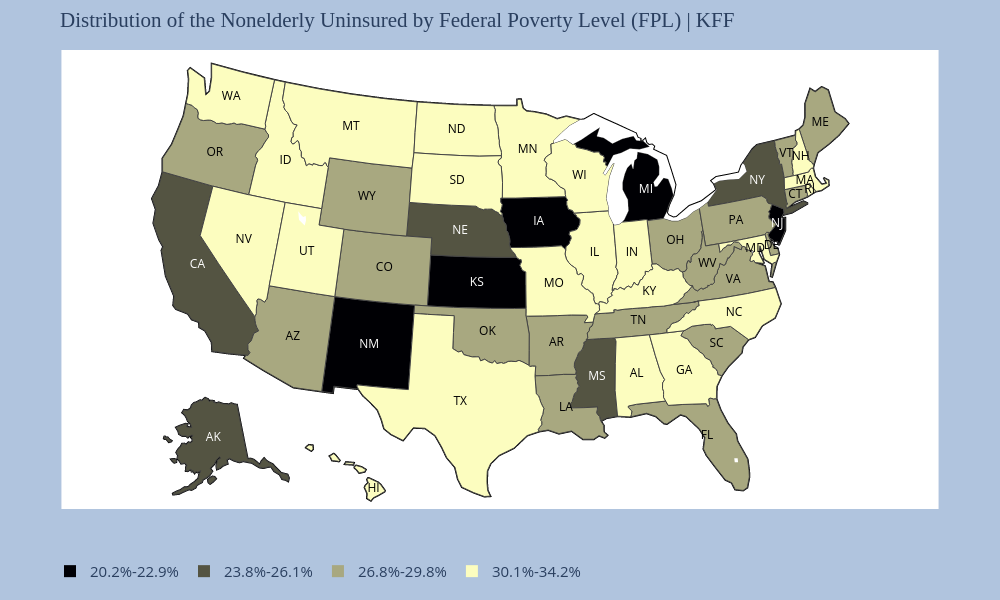 Distribution of the Nonelderly Uninsured by Federal Poverty Level (FPL) | KFF
WA
MT
ND
MN
ME
OR
ID
SD
WI
VT
NH
WY
MI
NY
MA
CT
RI
NV
UT
NE
IA
PA
NJ
CA
CO
KS
MO
IL
IN
OH
WV
MD
DE
VA
KY
AZ
NM
OK
AR
TN
NC
SC
TX
LA
MS
AL
GA
FL
AK
HI
20.2%-22.9%
23.8%-26.1%
26.8%-29.8%
30.1%-34.2%